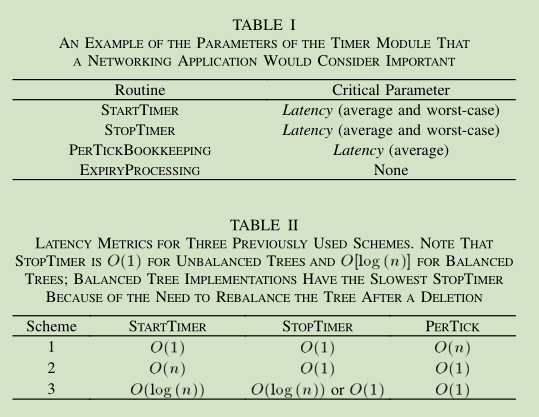 TABLE I
AN EXAMPLE OF THE PARAMETERS OF THE TIMER MODULE THAT
A NETWORKING APPLICATION WOULD CONSIDER IMPORTANT
Routine Critical Parameter
STARTTIMER Latency (average and worst-case)
STOPTIMER Latency (average and worst-case)
PERTICKBOOKKEEPING Latency (average)
EXPIRYPROCESSING None
TABLE II
LATENCY METRICS FOR THREE PREVIOUSLY USED SCHEMES. NOTE THAT
STOPTIMER IS O(1) FOR UNBALANCED TREES AND O[log (n)] FOR BALANCED
TREES; BALANCED TREE IMPLEMENTATIONS HAVE THE SLOWEST STOPTIMER
BECAUSE OF THE NEED TO REBALANCE THE TREE AFTER A DELETION
Scheme STARTTIMER STOPTIMER PERTICK
1 O(1) O(1) O(n)
2 O(n) O(1) O(1)
3 O(log (n)) O(log (n)) or O(1) O(1)